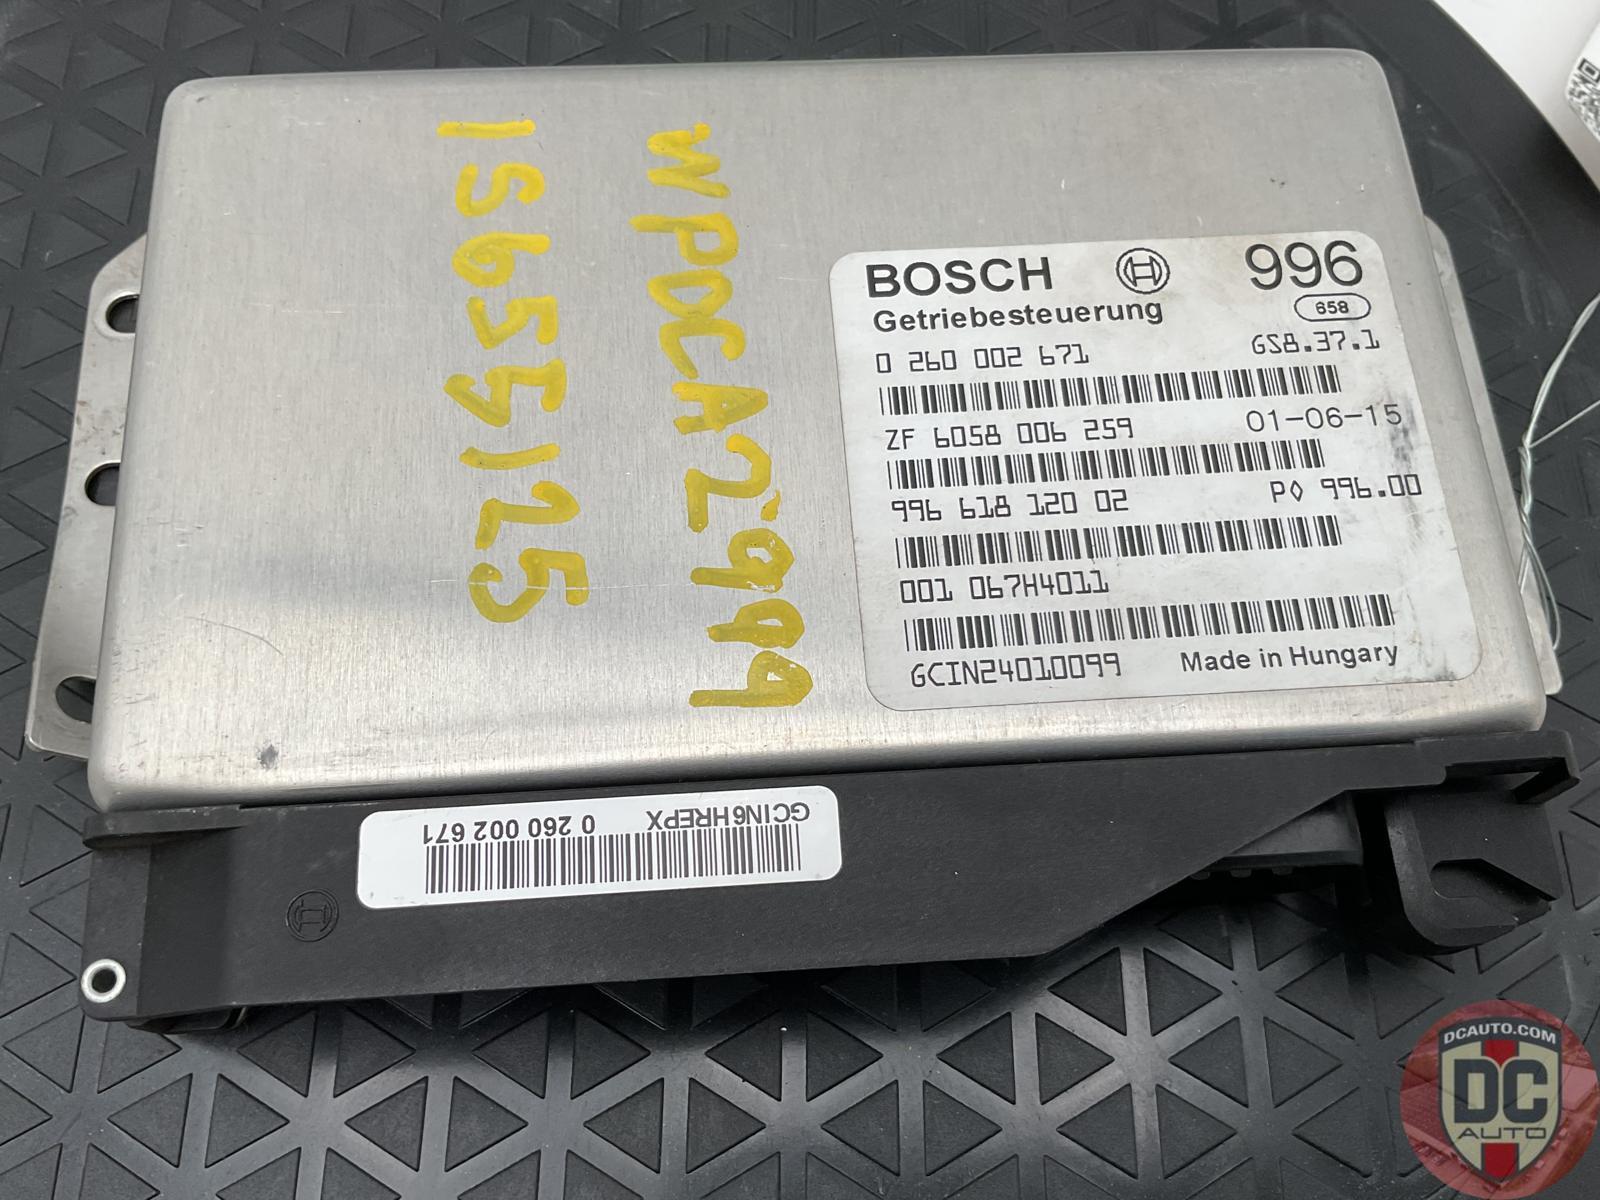 WPOCA2999
1S655125
BOSCH
996
Getriebesteuerung
658
0 260 002 671
GS8.37.1
ZF 6058 006 259
01-06-15
996 618 120 02
P◊ 996.00
001 067H4011
GCIN24010099
Made in Hungary
GCIN6HREPX
0 260 002 671
DCAUTO.COM
DC
AUTO